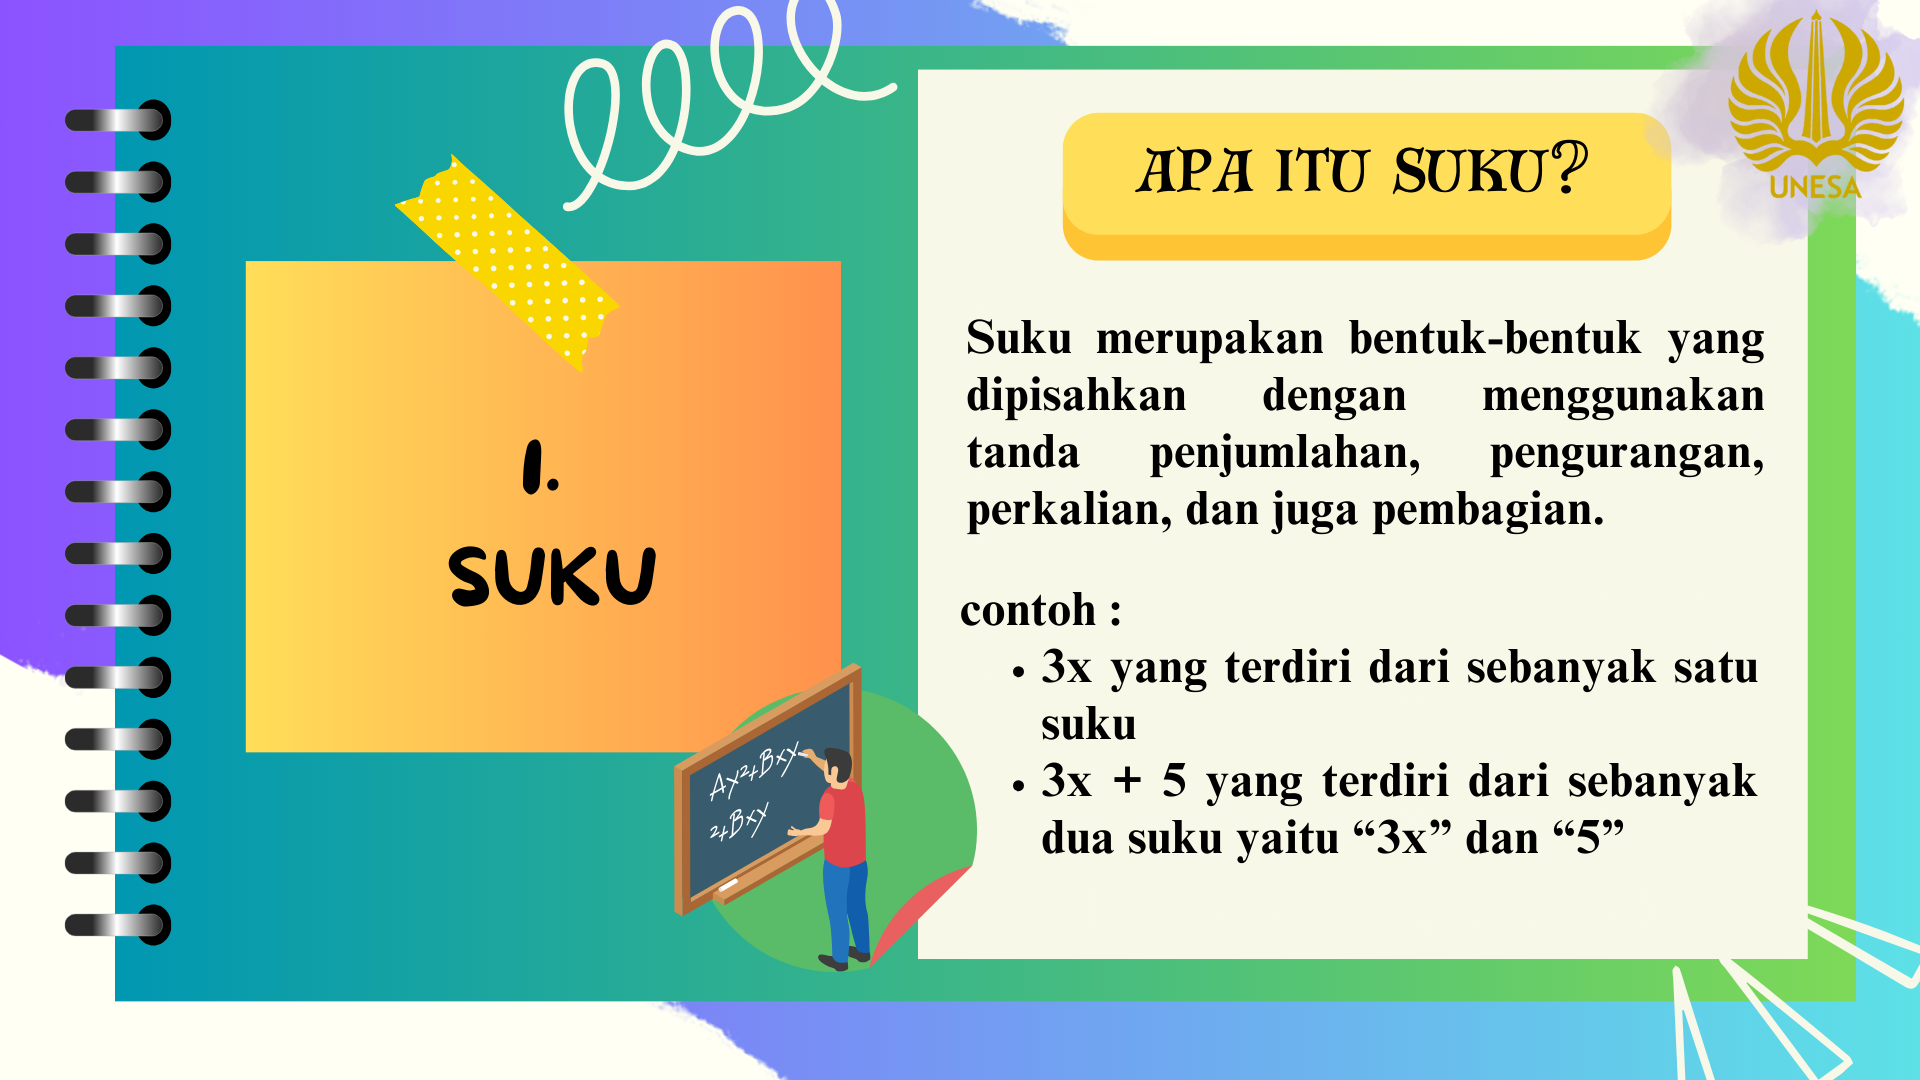 1.
SUKU
Ay²+Bxy
²+Bxy
APA ITU SUKU?
UNESA
Suku merupakan bentuk-bentuk yang
dipisahkan dengan menggunakan
tanda penjumlahan, pengurangan,
perkalian, dan juga pembagian.
contoh :
• 3x yang terdiri dari sebanyak satu
suku
• 3x + 5 yang terdiri dari sebanyak
dua suku yaitu “3x” dan “5”